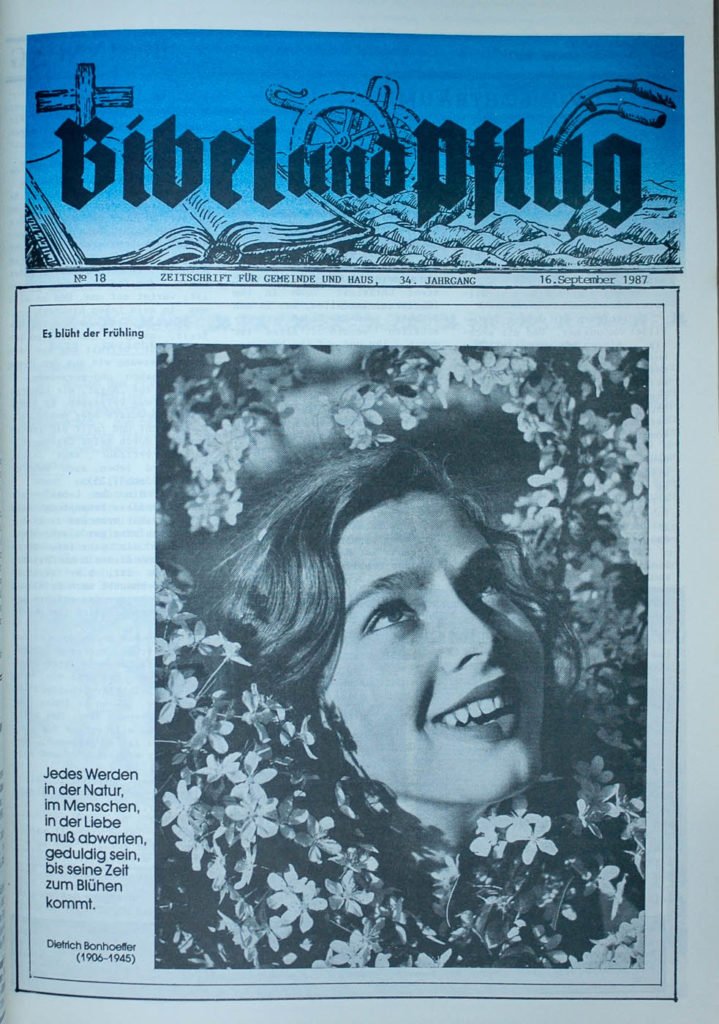 Bibel und Pflug
№ 18 ZEITSCHRIFT FÜR GEMEINDE UND HAUS, 34. JAHRGANG 16.September 1987
Es blüht der Frühling
Jedes Werden
in der Natur,
im Menschen,
in der Liebe
muß abwarten,
geduldig sein,
bis seine Zeit
zum Blühen
kommt.
Dietrich Bonhoeffer
(1906-1945)